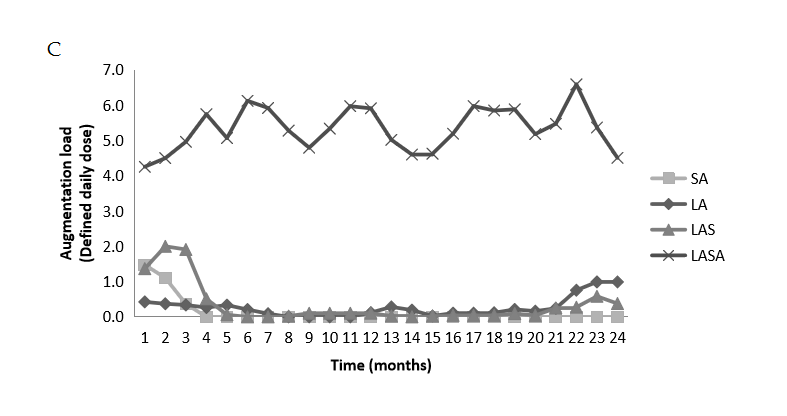 C
7.0
6.0
5.0
4.0
3.0
2.0
1.0
0.0
Augmentation load
(Defined daily dose)
1 2 3 4 5 6 7 8 9 10 11 12 13 14 15 16 17 18 19 20 21 22 23 24
Time (months)
SA
LA
LAS
LASA